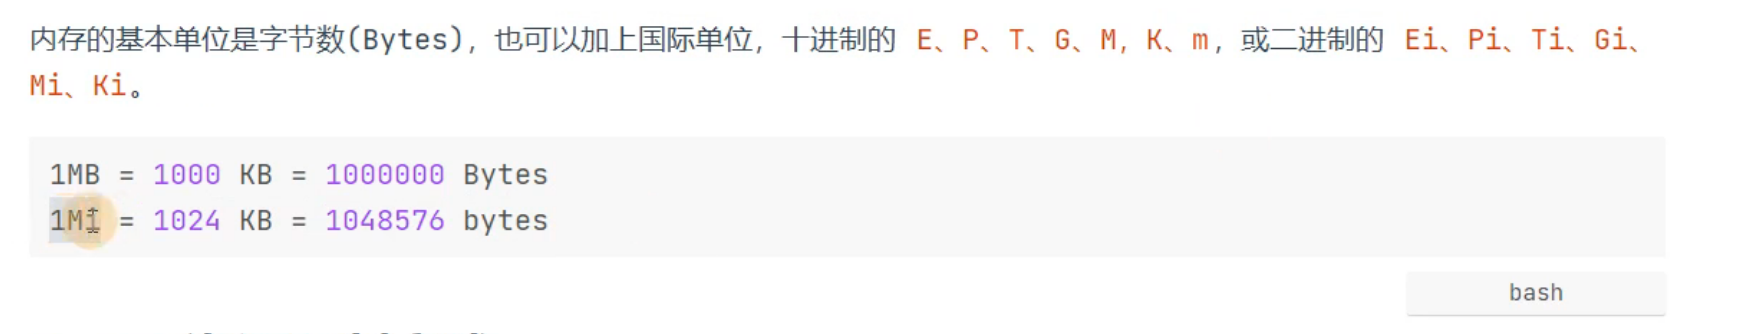 内存的基本单位是字节数(Bytes)，也可以加上国际单位，十进制的 E、P、T、G、M, K、m, 或二进制的 Ei、Pi、Ti、Gi、
Mi、Ki。
1MB = 1000 KB = 1000000 Bytes
1Mi = 1024 KB = 1048576 bytes
bash